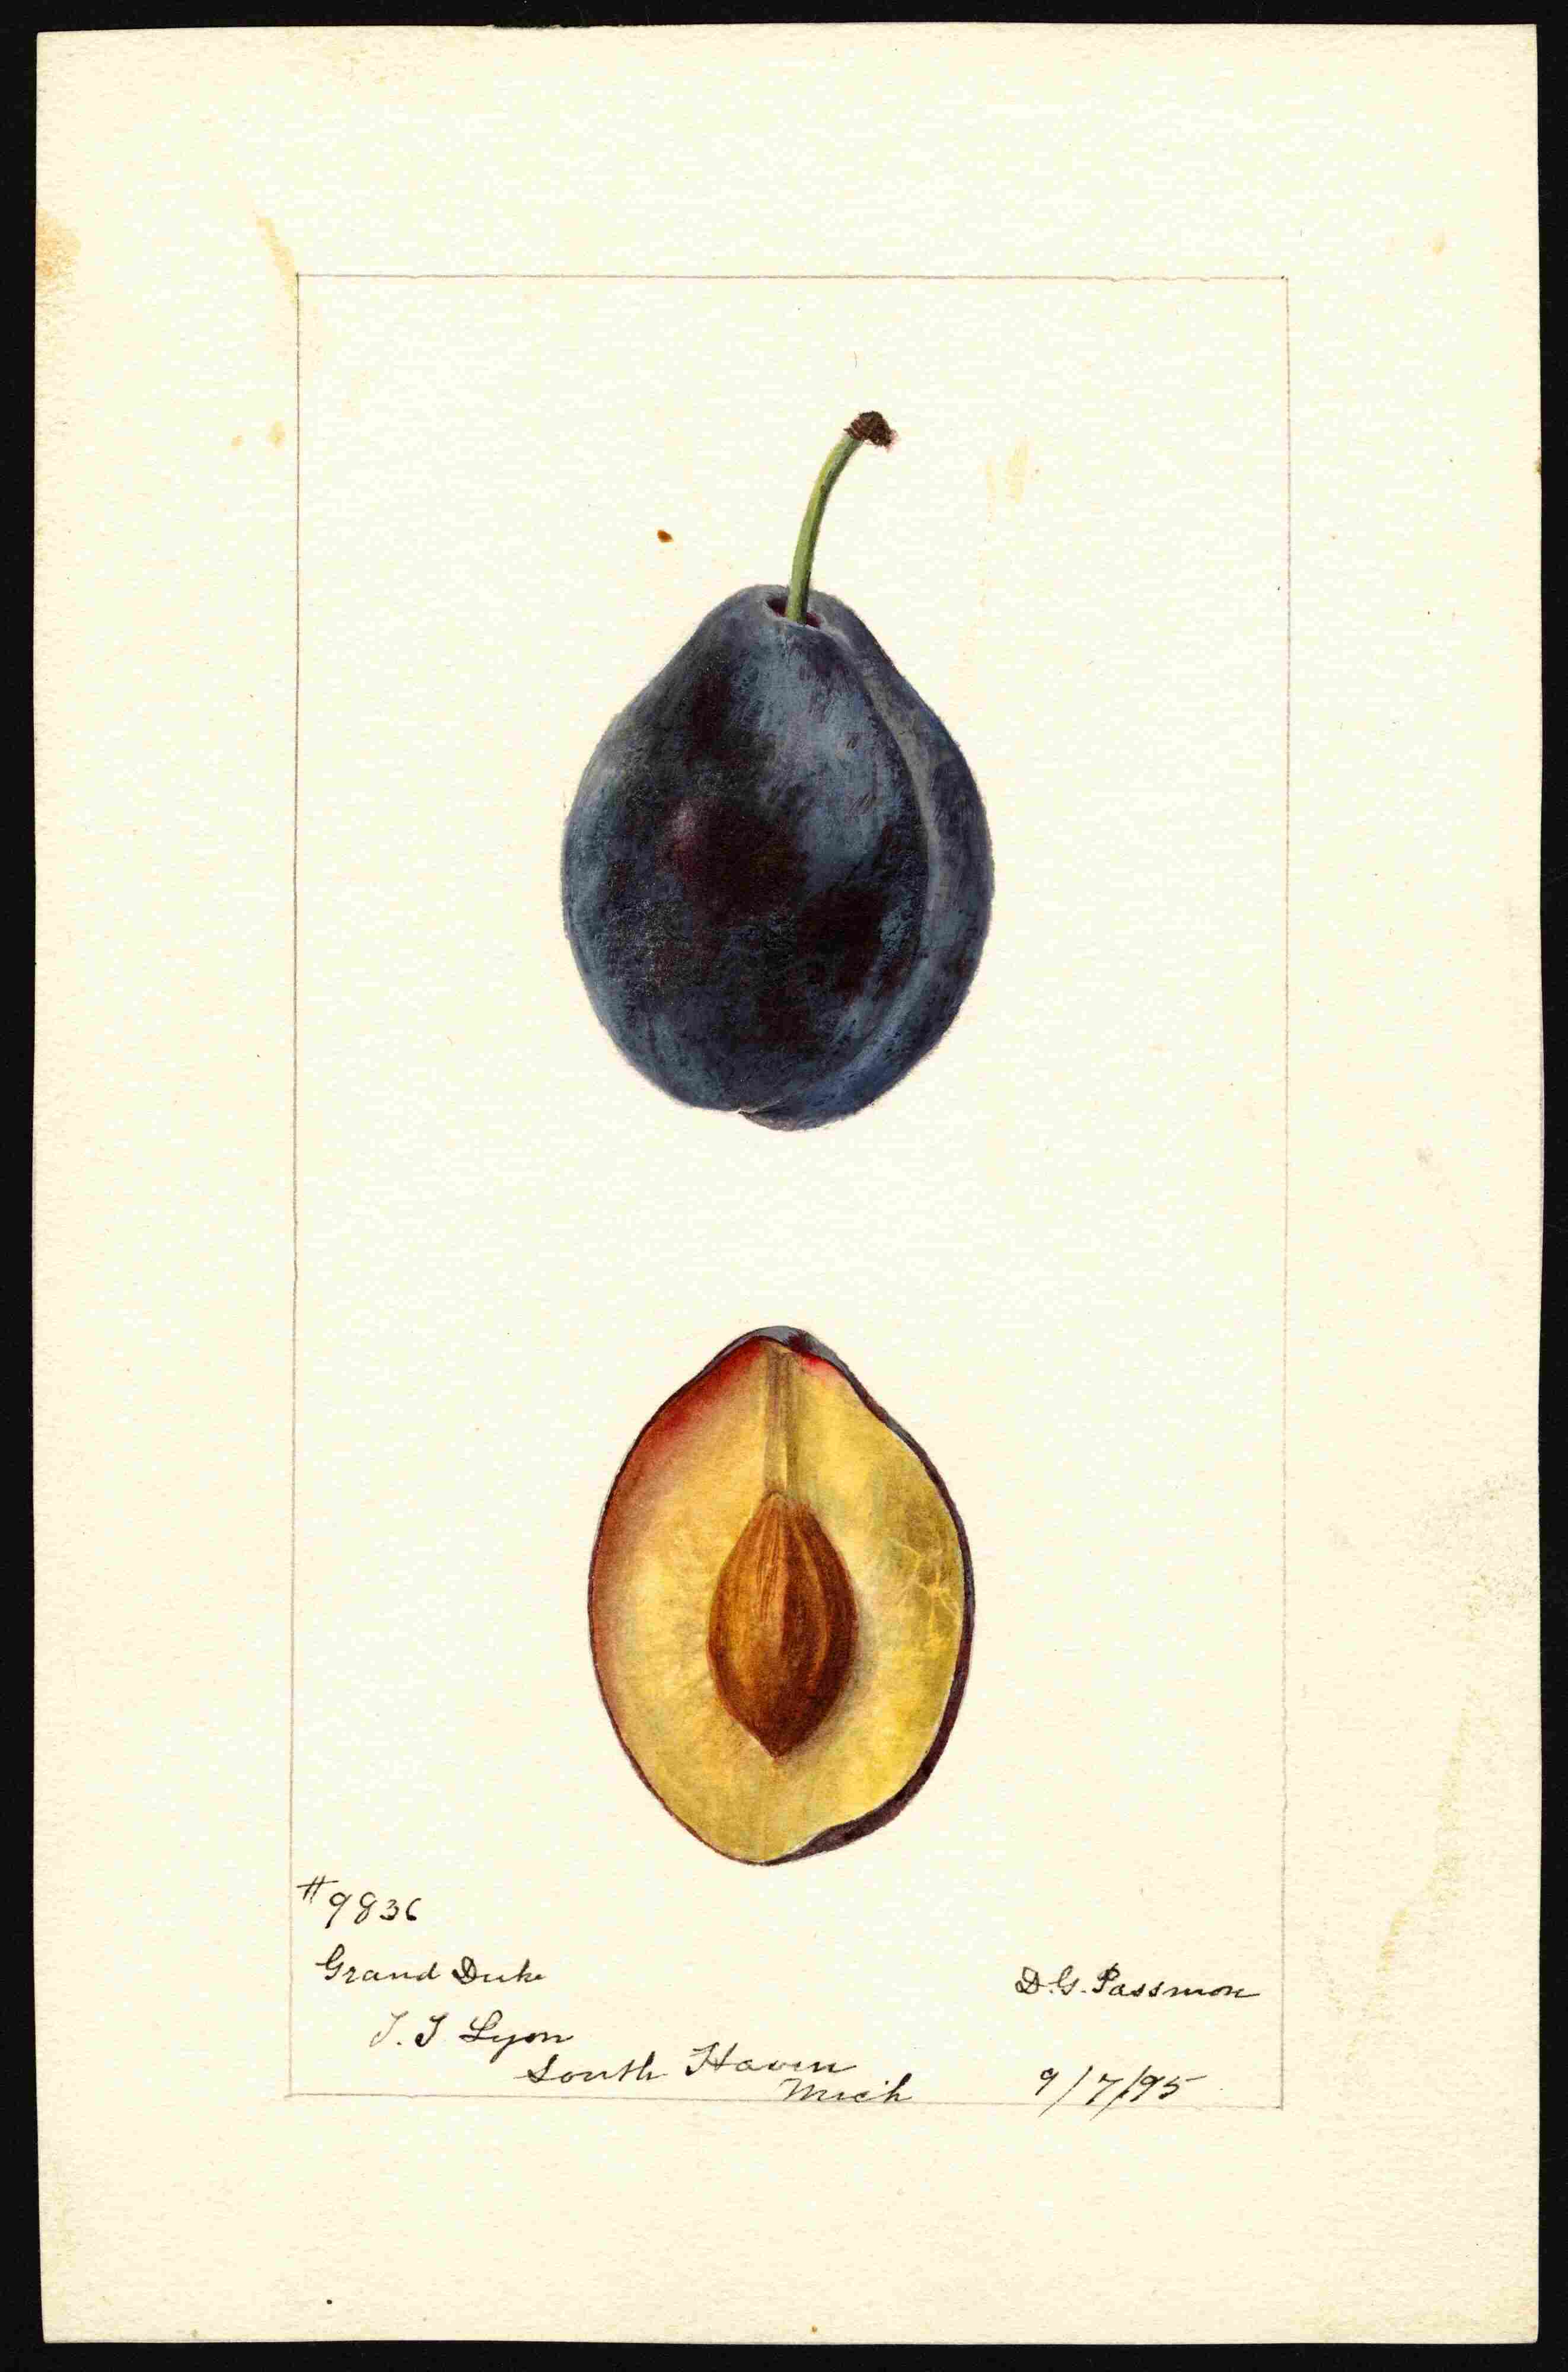 #9836
Grand Duke
T. T Lyon
South Haven
Mich
D. G. Passmore
9/7/95